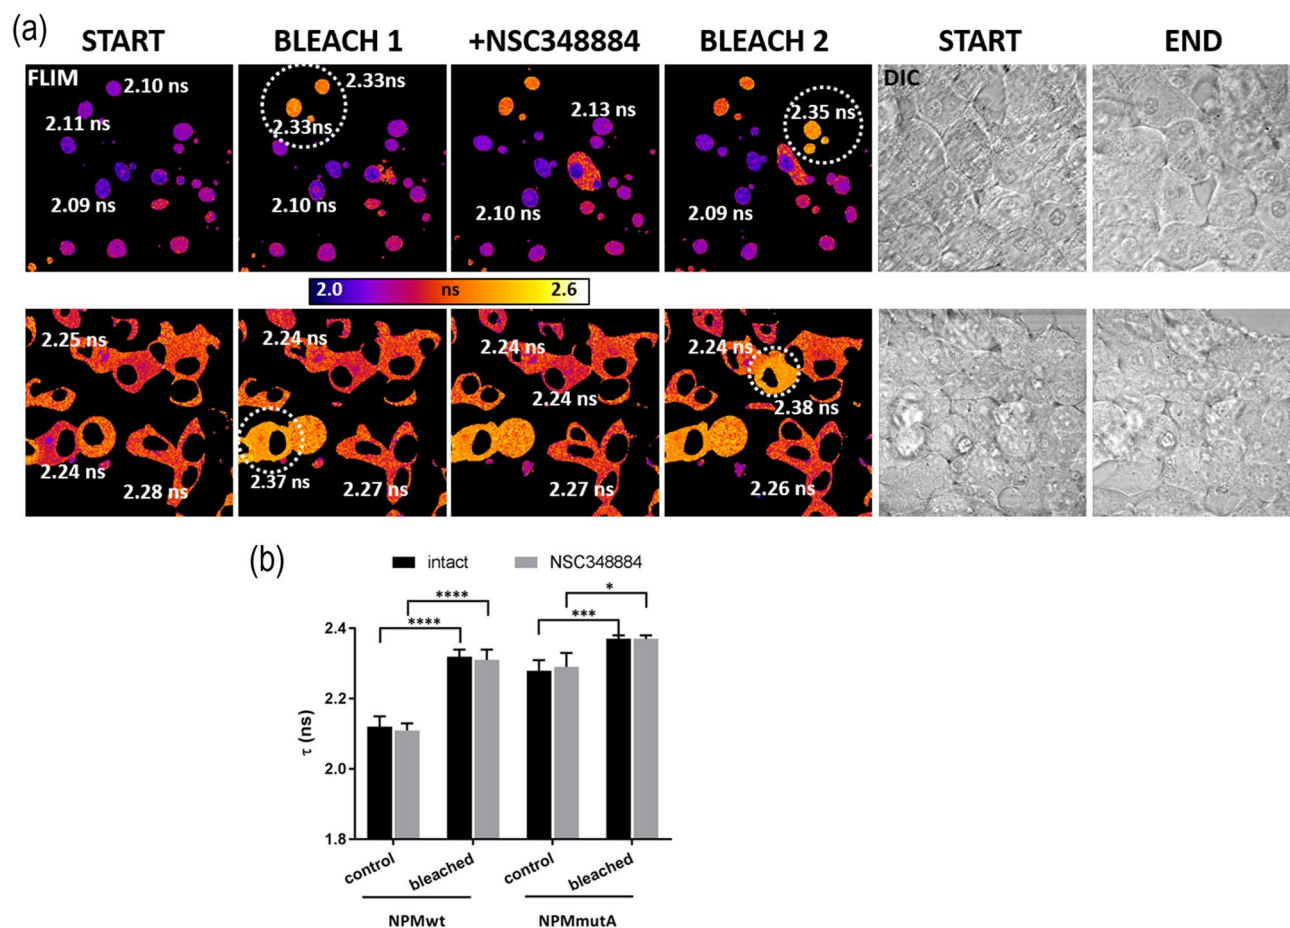 (a)
START BLEACH 1 +NSC348884 BLEACH 2 START END
FLIM
2.10 ns
2.11 ns
2.09 ns
2.33ns
2.33ns
2.10 ns
2.13 ns
2.10 ns
2.35 ns
2.09 ns
DIC
2.0 ns 2.6
2.25 ns
2.24 ns
2.28 ns
2.24 ns
2.37 ns
2.27 ns
2.24 ns
2.24 ns
2.27 ns
2.24 ns
2.38 ns
2.26 ns
(b)
intact NSC348884
**** *
**** ***
τ (ns)
2.4
2.2
2.0
1.8
control bleached control bleached
NPMwt NPMmutA